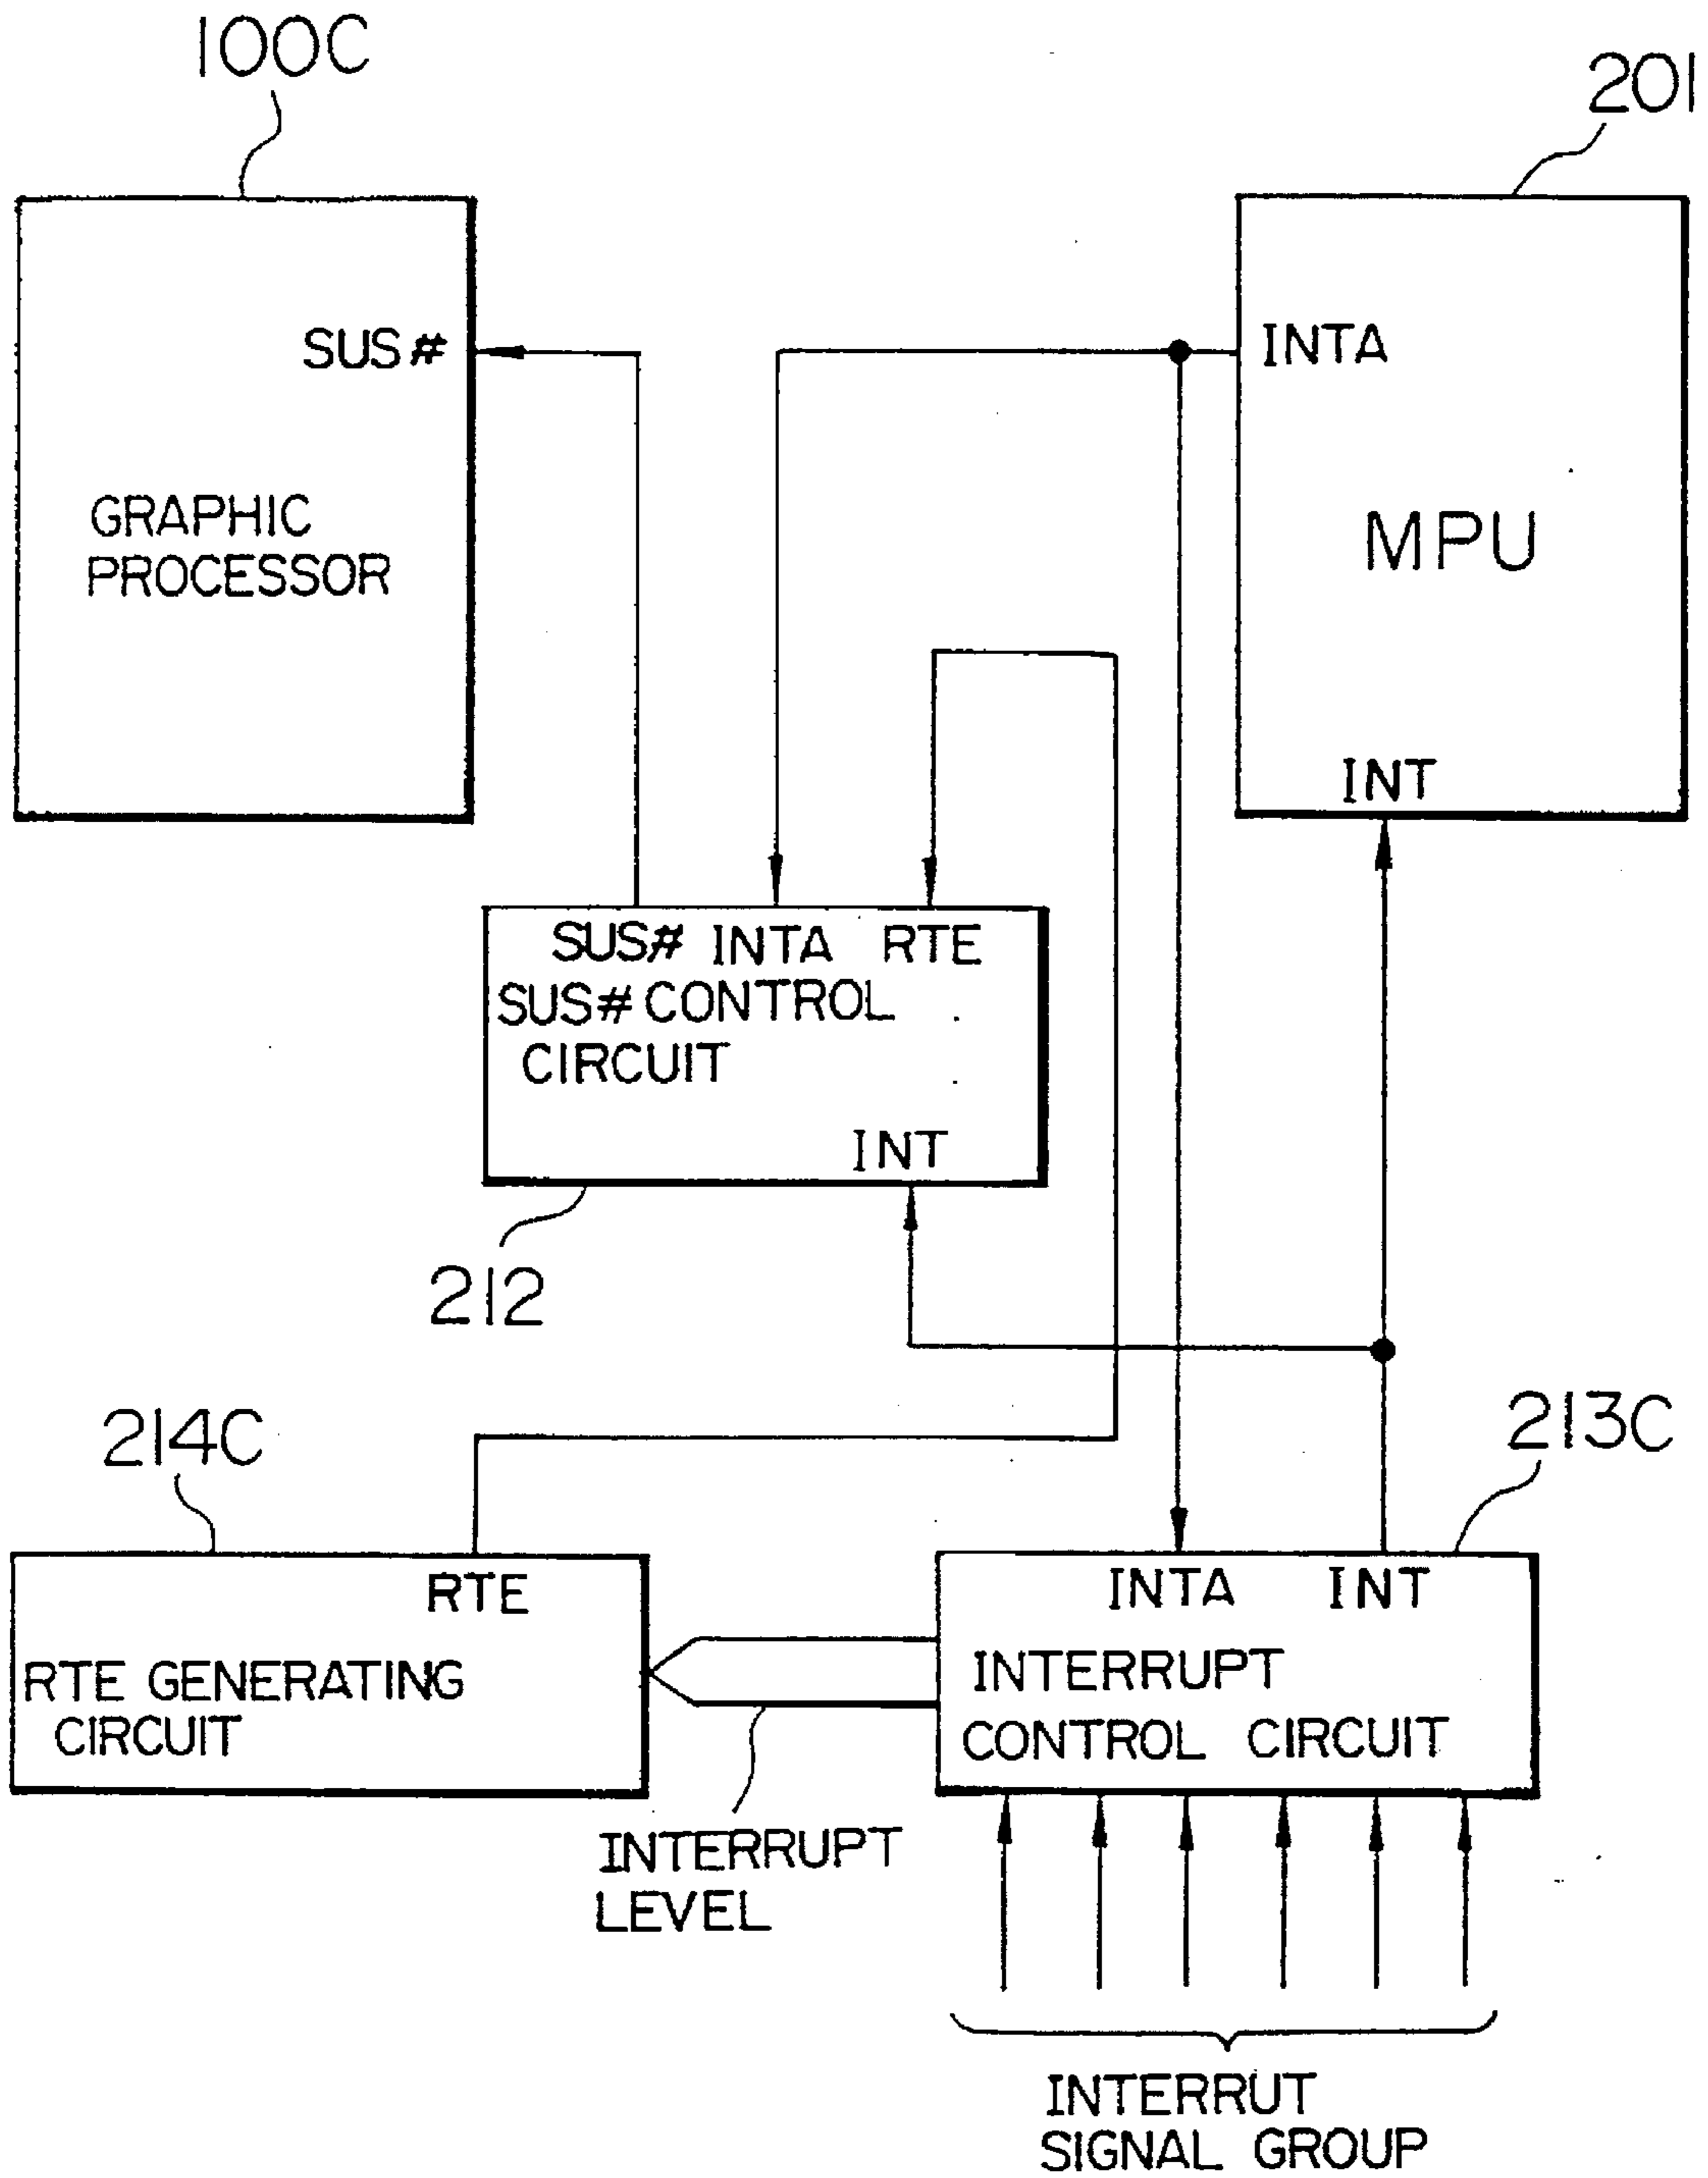 100C
201
SUS#
INTA
GRAPHIC
PROCESSOR
MPU
INT
SUS# INTA RTE
SUS# CONTROL
CIRCUIT
INT
212
214C
213C
RTE
INTA INT
RTE GENERATING
CIRCUIT
INTERRUPT
CONTROL CIRCUIT
INTERRUPT
LEVEL
INTERRUT
SIGNAL GROUP